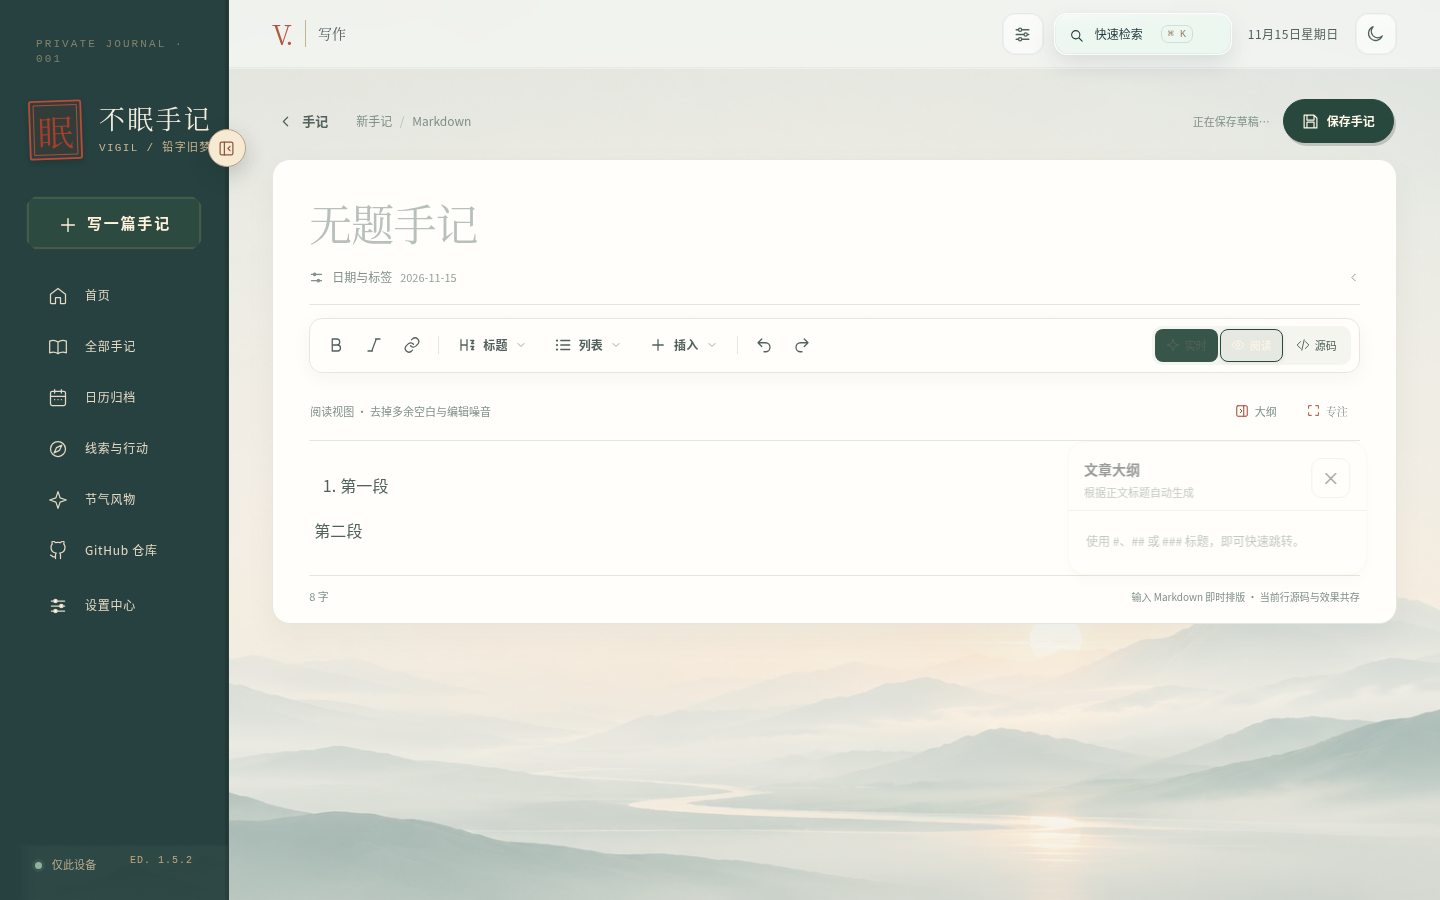 PRIVATE JOURNAL ·
001
眠
不眠手记
VIGIL / 铅字旧梦
写一篇手记
首页
全部手记
日历归档
线索与行动
节气风物
GitHub 仓库
设置中心
仅此设备
ED. 1.5.2
V.
写作
快速检索
⌘ K
11月15日星期日
手记
新手记 / Markdown
正在保存草稿…
保存手记
无题手记
日期与标签 2026-11-15
标题
列表
插入
实时
阅读
源码
阅读视图 · 去掉多余空白与编辑噪音
大纲
专注
1. 第一段
第二段
文章大纲
根据正文标题自动生成
使用 #、## 或 ### 标题，即可快速跳转。
8 字
输入 Markdown 即时排版 · 当前行源码与效果共存